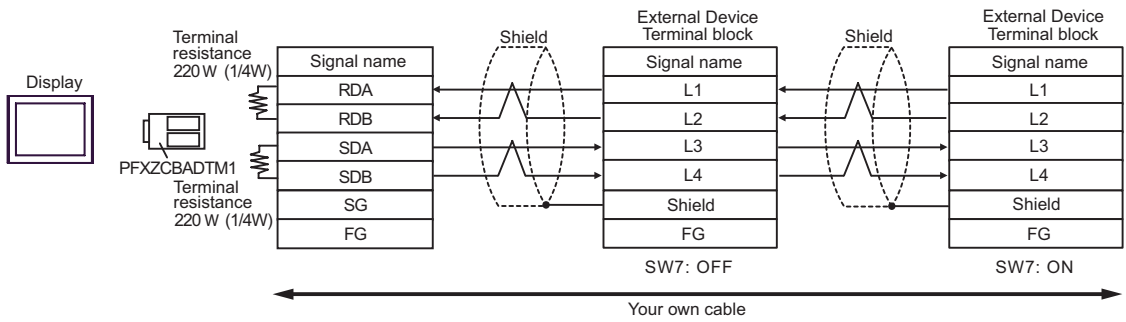 Display
Terminal
resistance
220 W (1/4W)
PFXZCBADTM1
Terminal
resistance
220 W (1/4W)
Signal name
RDA
RDB
SDA
SDB
SG
FG
Shield
External Device
Terminal block
Signal name
L1
L2
L3
L4
Shield
FG
SW7: OFF
Shield
External Device
Terminal block
Signal name
L1
L2
L3
L4
Shield
FG
SW7: ON
Your own cable